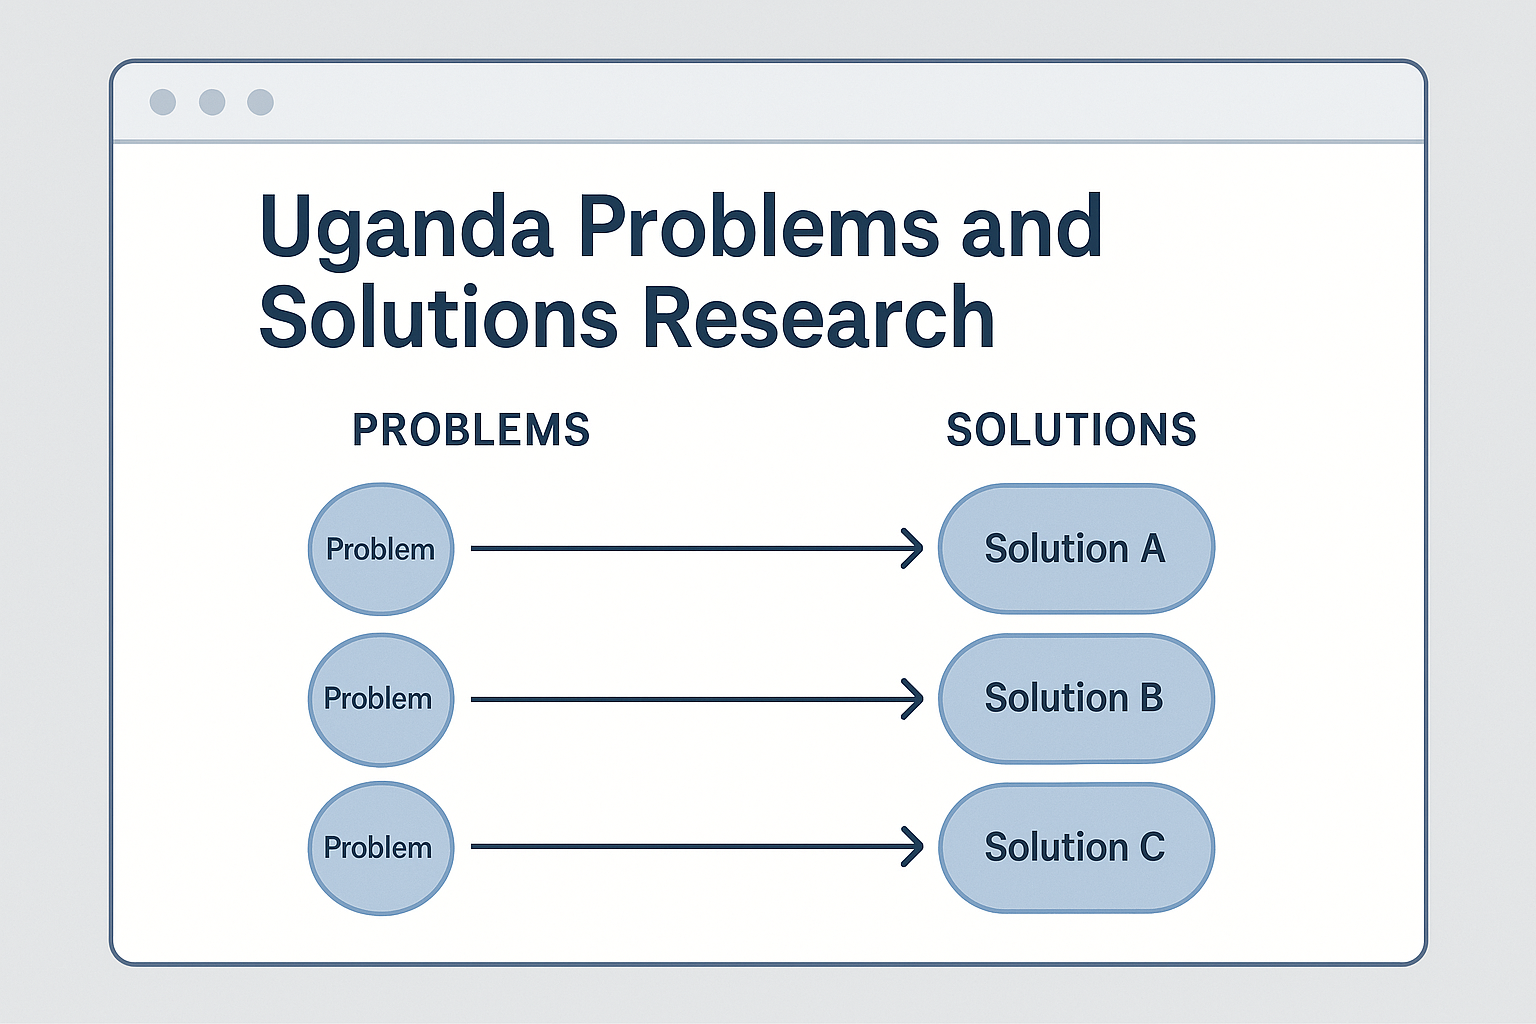 Uganda Problems and
Solutions Research
PROBLEMS
SOLUTIONS
Problem
Solution A
Problem
Solution B
Problem
Solution C